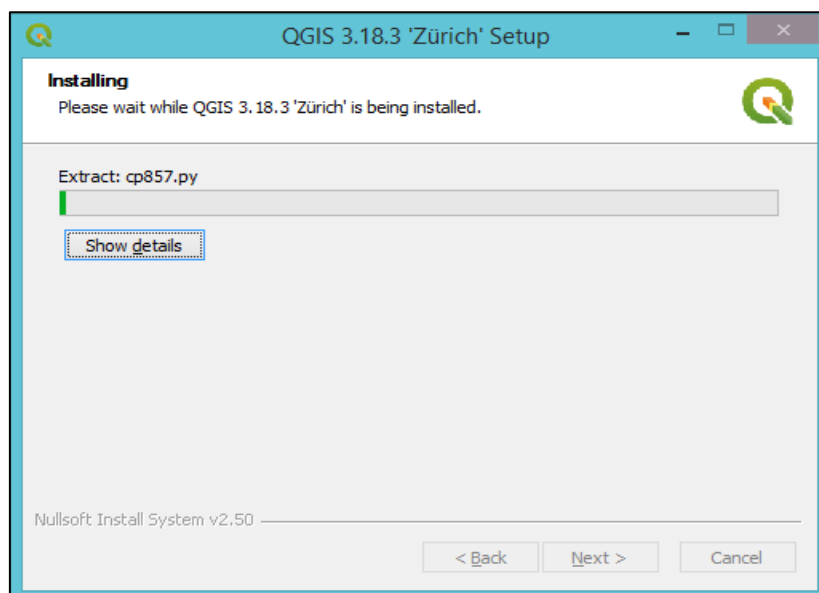 QGIS 3.18.3 'Zürich' Setup
Installing
Please wait while QGIS 3.18.3 'Zürich' is being installed.
Extract: cp857.py
Show details
Nullsoft Install System v2.50
< Back Next > Cancel